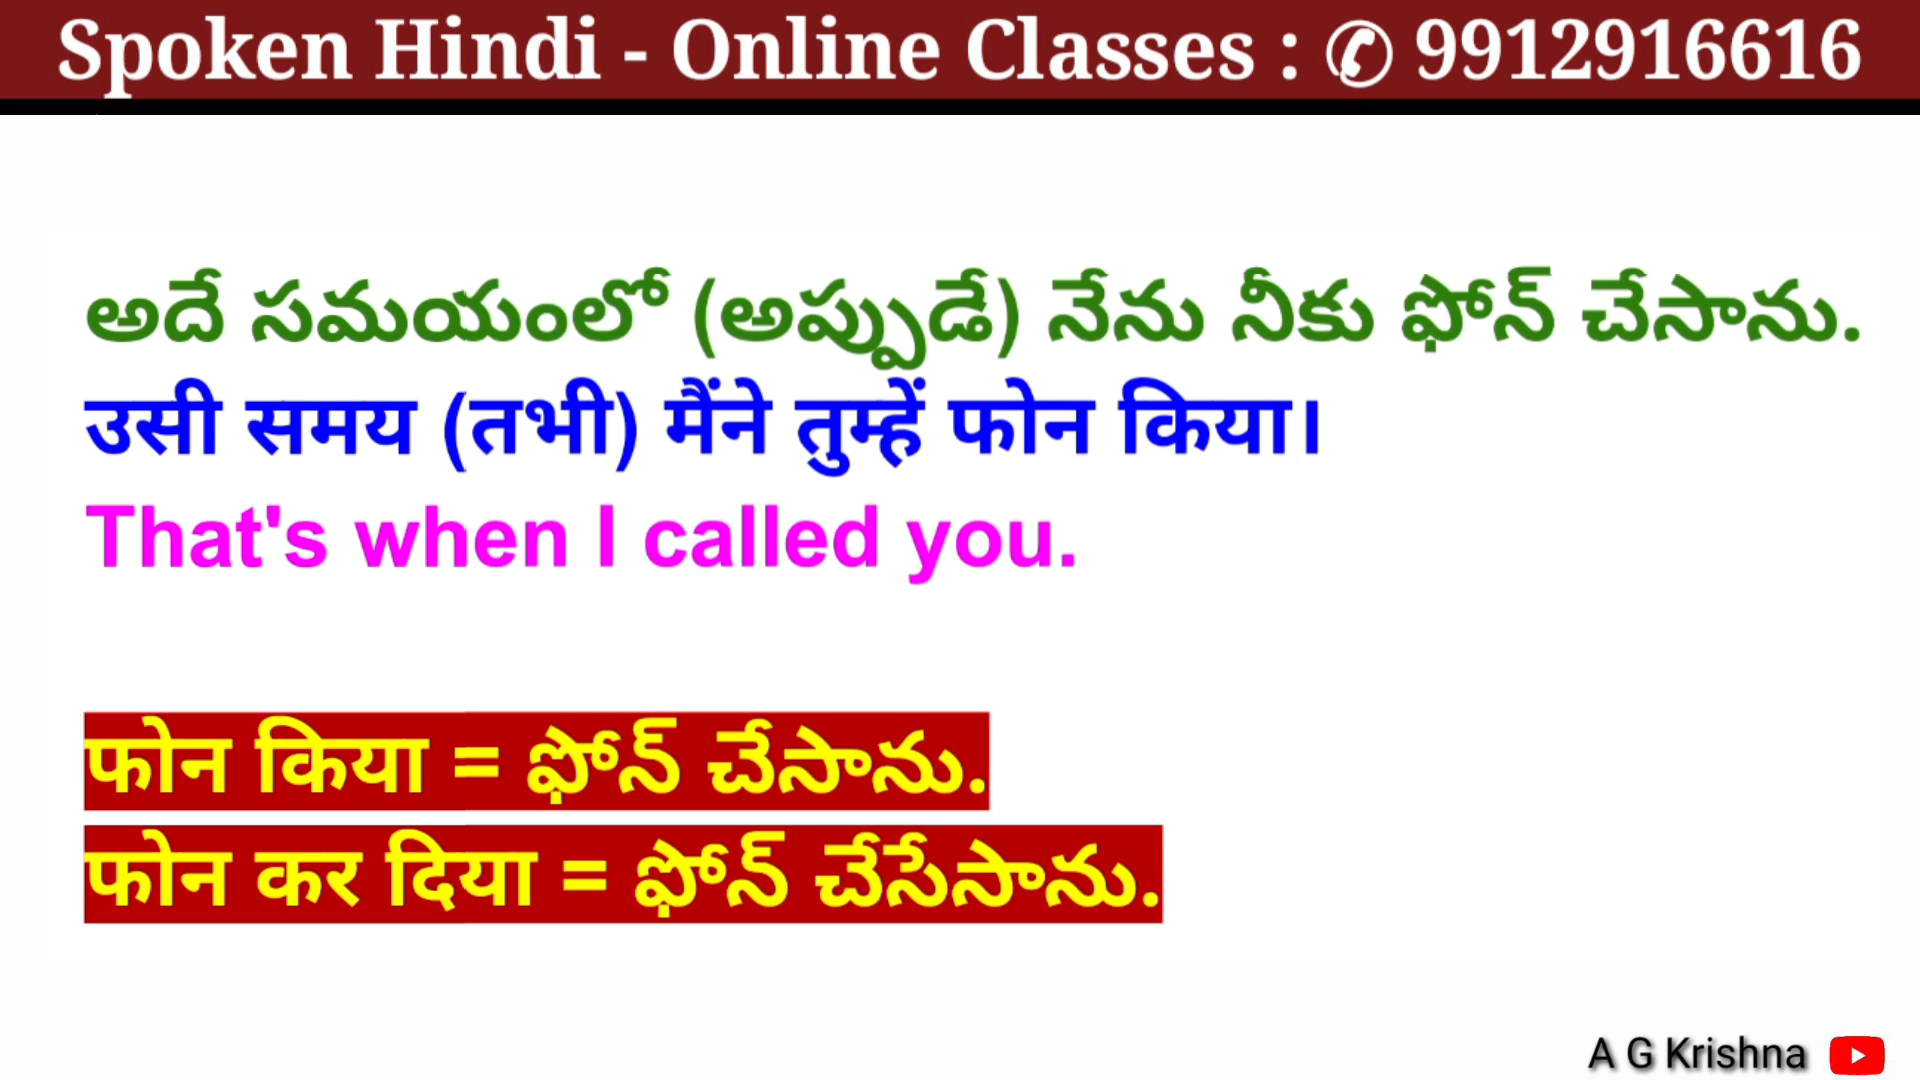 Spoken Hindi - Online Classes : ✆ 9912916616
అదే సమయంలో (అప్పుడే) నేను నీకు ఫోన్ చేసాను.
उसी समय (तभी) मैंने तुम्हें फोन किया।
That's when I called you.
फोन किया = ఫోన్ చేసాను.
फोन कर दिया = ఫోన్ చేసేసాను.
A G Krishna